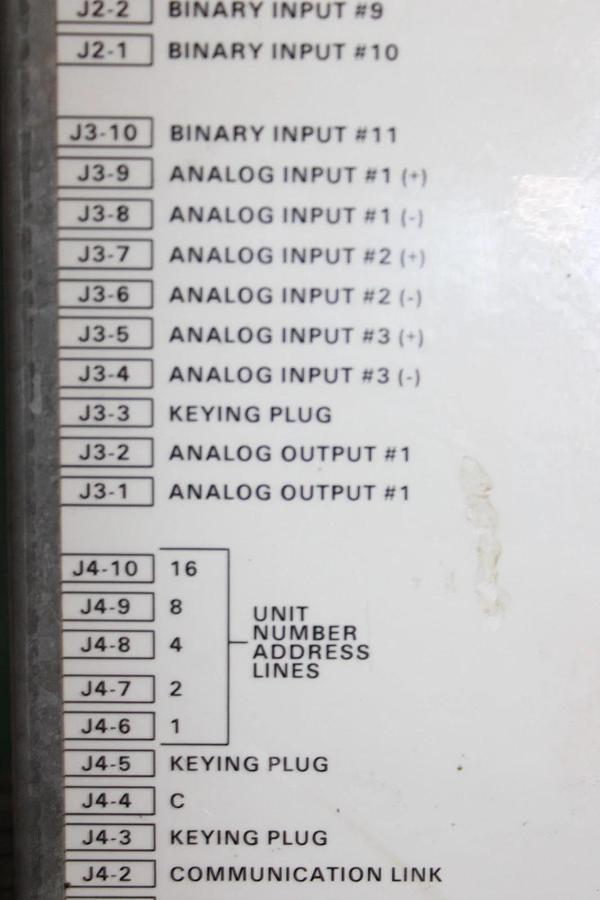 J2-2 BINARY INPUT #9
J2-1 BINARY INPUT #10
J3-10 BINARY INPUT #11
J3-9 ANALOG INPUT #1 (+)
J3-8 ANALOG INPUT #1 (-)
J3-7 ANALOG INPUT #2 (+)
J3-6 ANALOG INPUT #2 (-)
J3-5 ANALOG INPUT #3 (+)
J3-4 ANALOG INPUT #3 (-)
J3-3 KEYING PLUG
J3-2 ANALOG OUTPUT #1
J3-1 ANALOG OUTPUT #1
J4-10 16
J4-9 8
J4-8 4
J4-7 2
J4-6 1
UNIT
NUMBER
ADDRESS
LINES
J4-5 KEYING PLUG
J4-4 C
J4-3 KEYING PLUG
J4-2 COMMUNICATION LINK